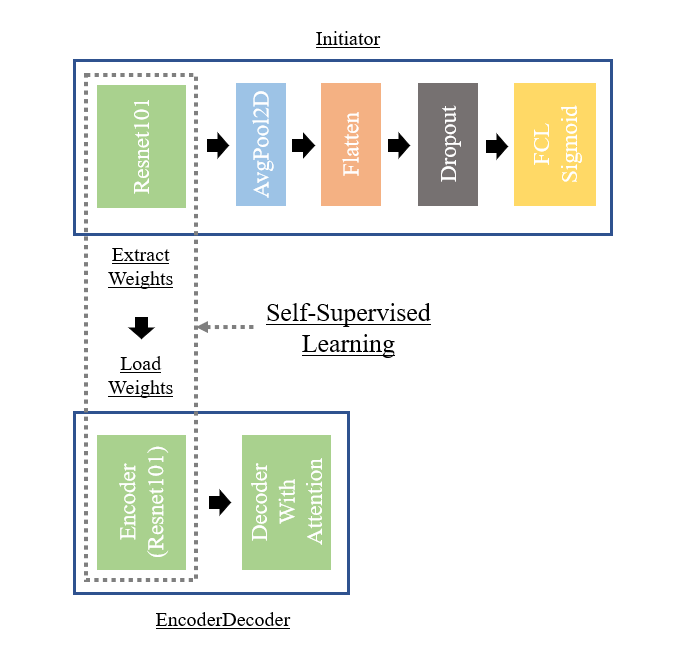 Initiator
Resnet101
AvgPool2D
Flatten
Dropout
FCL
Sigmoid
Extract
Weights
Self-Supervised
Learning
Load
Weights
Encoder
(Resnet101)
Decoder
With
Attention
EncoderDecoder